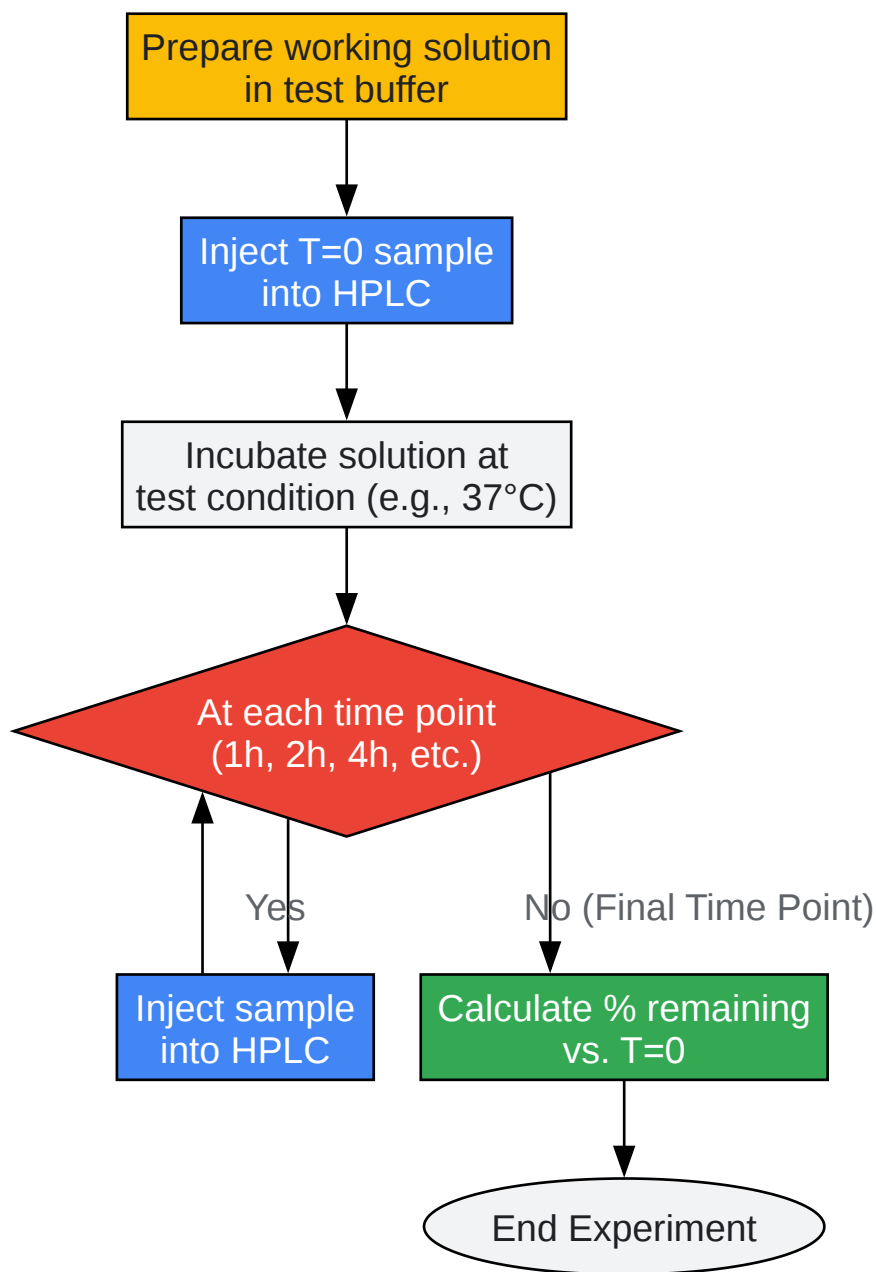 Prepare working solution
in test buffer
Inject T=0 sample
into HPLC
Incubate solution at
test condition (e.g., 37°C)
At each time point
(1h, 2h, 4h, etc.)
Yes
No (Final Time Point)
Inject sample
into HPLC
Calculate % remaining
vs. T=0
End Experiment